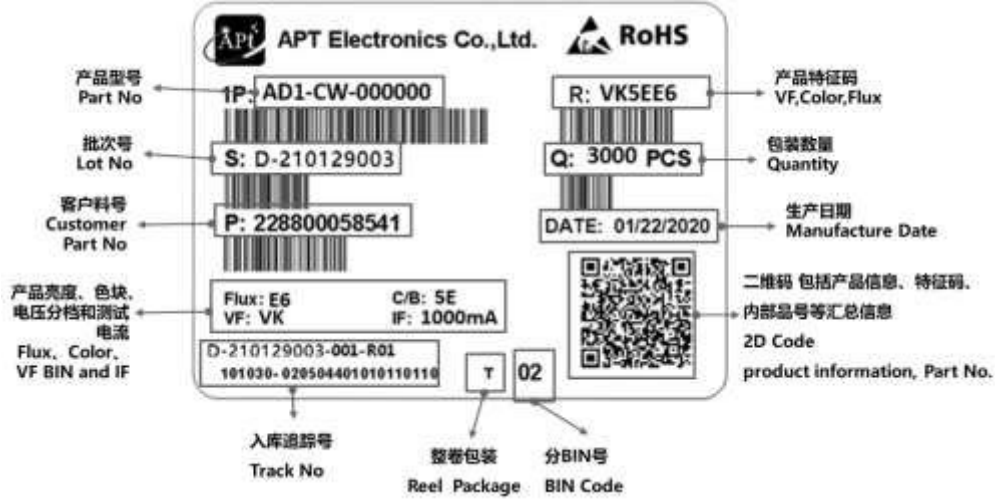 APT
APT Electronics Co.,Ltd.
RoHS
产品型号
Part No
1P: AD1-CW-000000
R: VK5EE6
产品特征码
VF,Color,Flux
批次号
Lot No
S: D-210129003
Q: 3000 PCS
包装数量
Quantity
客户料号
Customer
Part No
P: 228800058541
DATE: 01/22/2020
生产日期
Manufacture Date
产品亮度、色块、
电压分档和测试
电流
Flux、Color、
VF BIN and IF
Flux: E6
C/B: 5E
VF: VK
IF: 1000mA
二维码 包括产品信息、特征码、
内部品号等汇总信息
2D Code
product information, Part No.
D-210129003-001-R01
101030-020504401010110110
T
02
入库追踪号
Track No
整卷包装
Reel Package
分BIN号
BIN Code